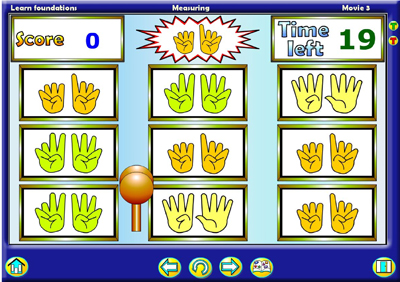 Learn foundations
Measuring
Movie 3
Score 0
Time left 19
T
T